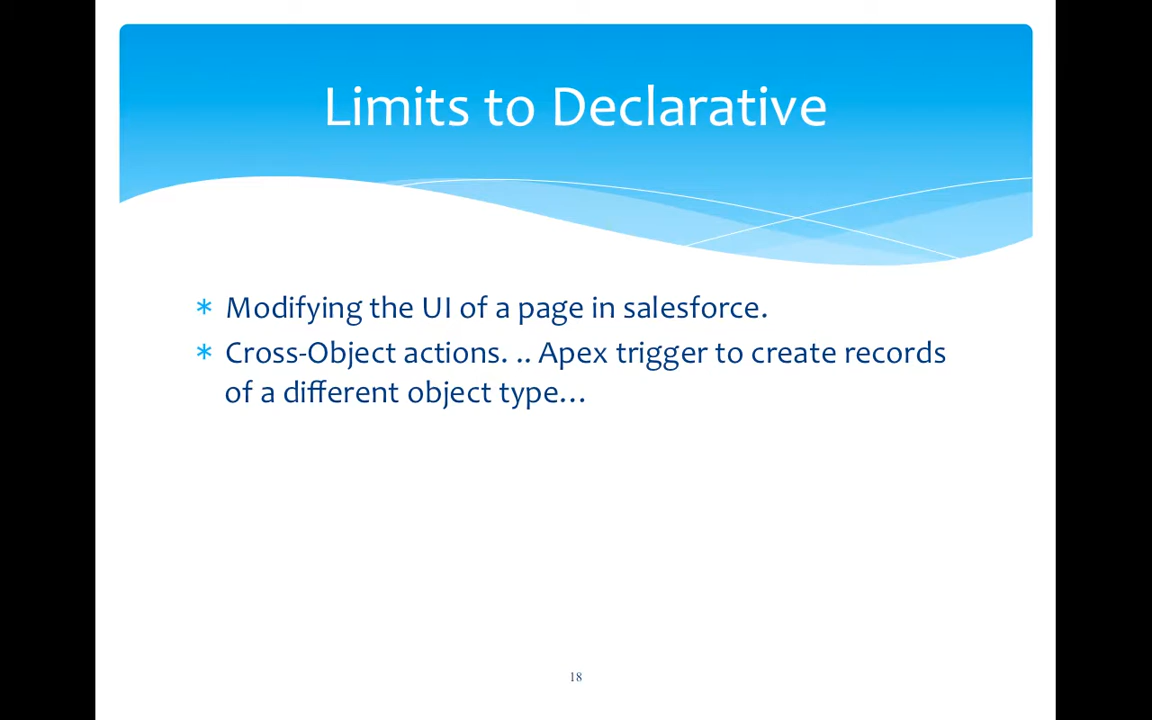 Limits to Declarative
* Modifying the UI of a page in salesforce.
* Cross-Object actions. .. Apex trigger to create records
of a different object type…
18